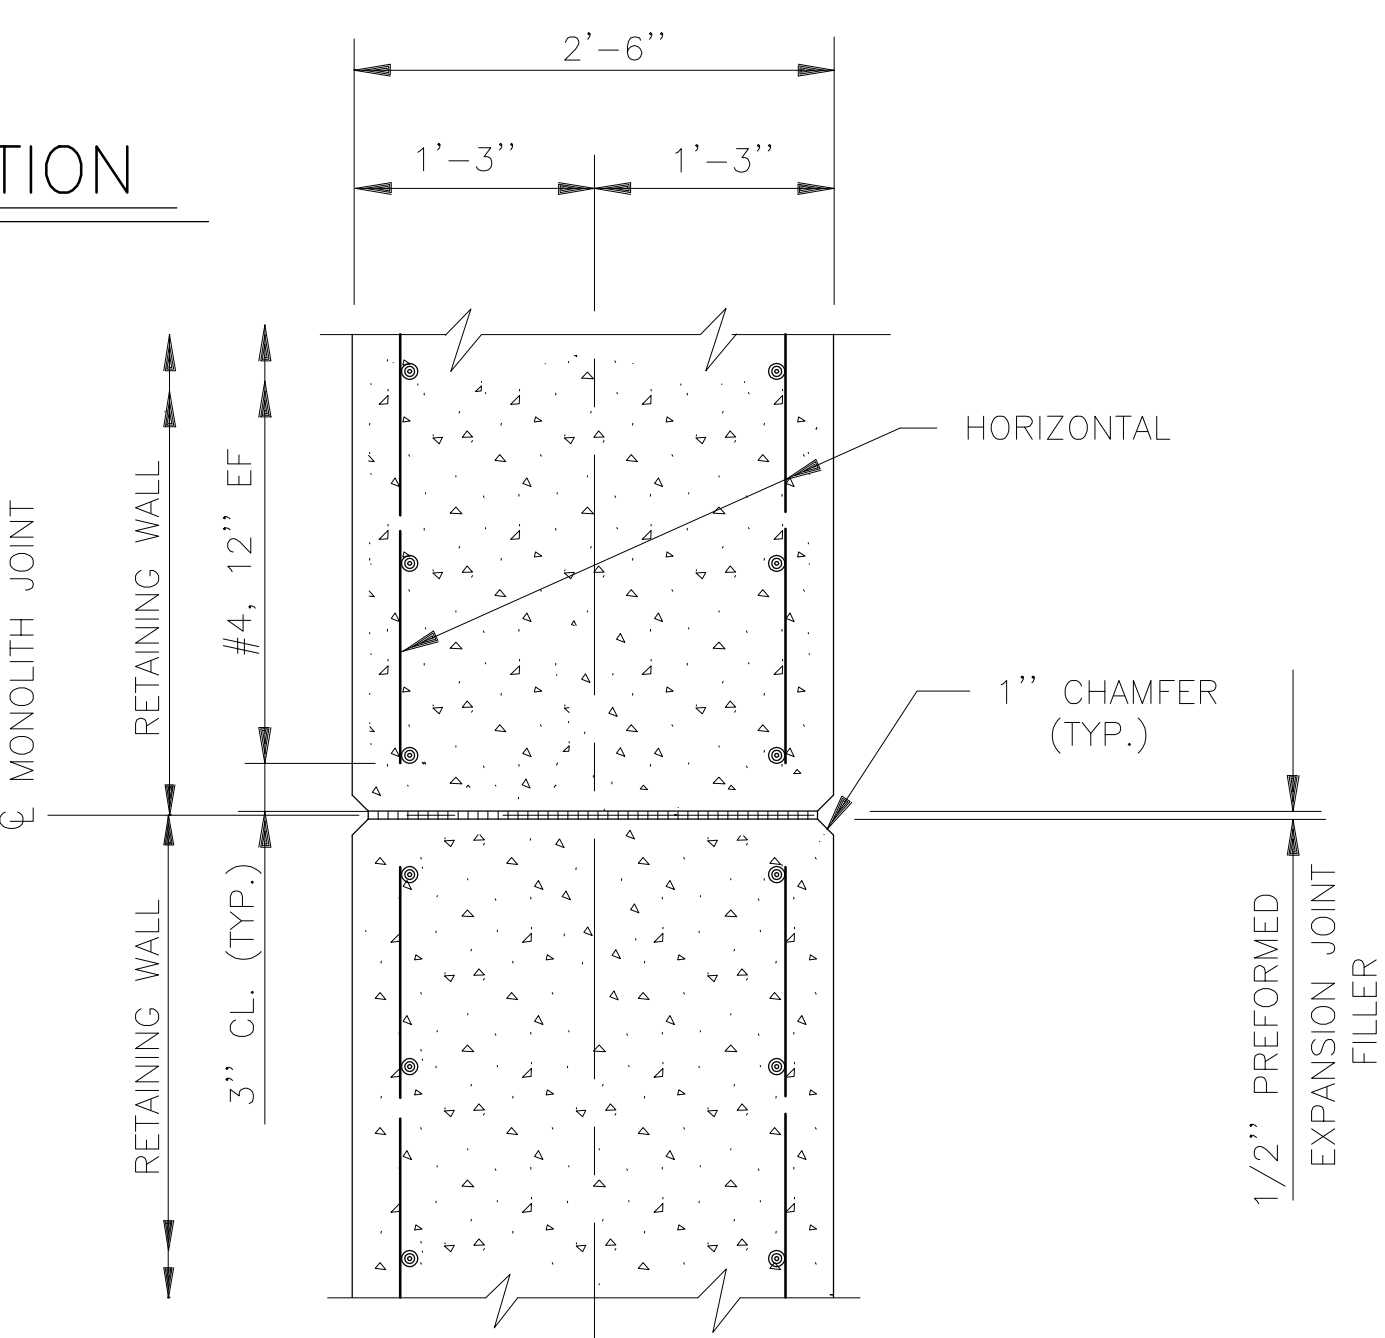 2'-6"
TION
1'-3"
1'-3"
HORIZONTAL
RETAINING WALL
#4, 12" EF
℄ MONOLITH JOINT
1" CHAMFER
(TYP.)
RETAINING WALL
3" CL. (TYP.)
1/2" PREFORMED
EXPANSION JOINT
FILLER